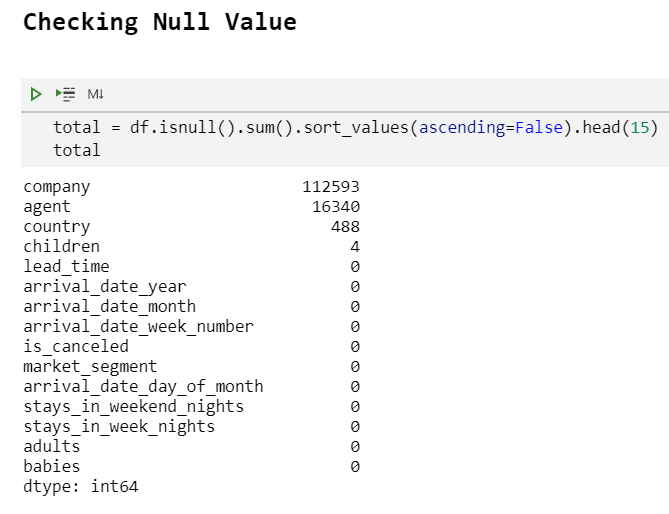 Checking Null Value
M↓
total = df.isnull().sum().sort_values(ascending=False).head(15)
total
company 112593
agent 16340
country 488
children 4
lead_time 0
arrival_date_year 0
arrival_date_month 0
arrival_date_week_number 0
is_canceled 0
market_segment 0
arrival_date_day_of_month 0
stays_in_weekend_nights 0
stays_in_week_nights 0
adults 0
babies 0
dtype: int64